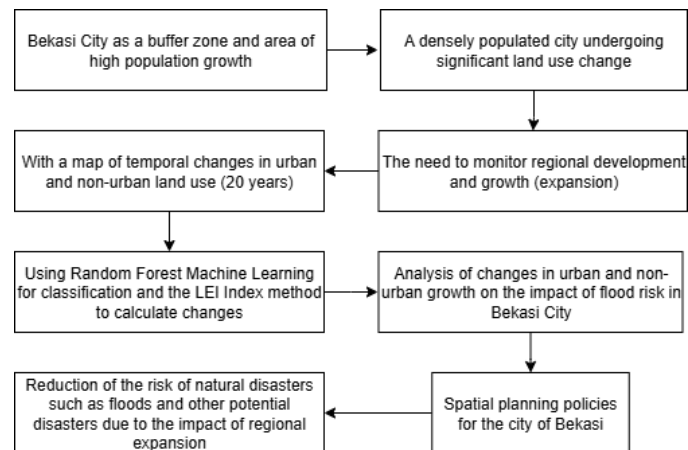 Bekasi City as a buffer zone and area of
high population growth
A densely populated city undergoing
significant land use change
The need to monitor regional development
and growth (expansion)
With a map of temporal changes in urban
and non-urban land use (20 years)
Using Random Forest Machine Learning
for classification and the LEI Index method
to calculate changes
Analysis of changes in urban and non-
urban growth on the impact of flood risk in
Bekasi City
Spatial planning policies
for the city of Bekasi
Reduction of the risk of natural disasters
such as floods and other potential
disasters due to the impact of regional
expansion